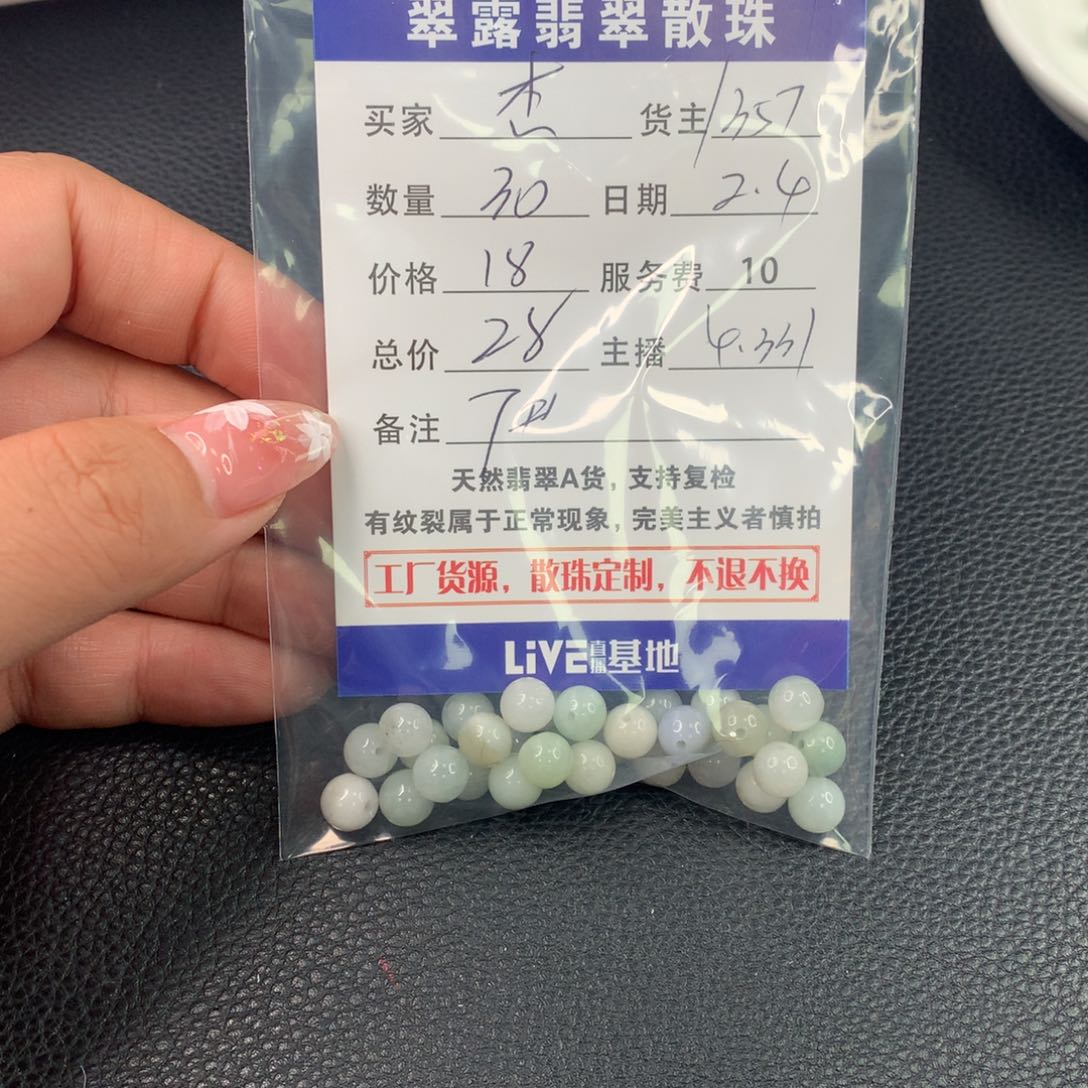 翠露翡翠散珠
买家 杰 货主 1357
数量 30 日期 2.4
价格 18 服务费 10
总价 28 主播
备注
天然翡翠A货，支持复检
有纹裂属于正常现象，完美主义者慎拍
工厂货源，散珠定制，不退不换
LiVE直播基地